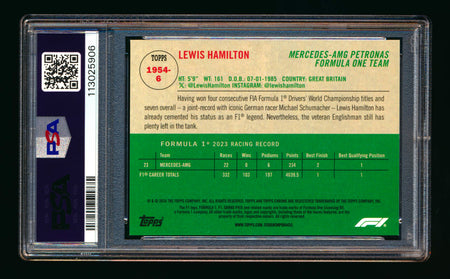 113025906
PSA
TOPPS
1954-
6
LEWIS HAMILTON
MERCEDES-AMG PETRONAS
FORMULA ONE TEAM
HT: 5'9" WT: 161 D.O.B.: 07-01-1985 COUNTRY: GREAT BRITAIN
X: @LewisHamilton INSTAGRAM: @lewishamilton
Having won four consecutive FIA Formula 1® Drivers' World Championship titles and
seven overall – a joint-record with iconic German racer Michael Schumacher – Lewis Hamilton has
already cemented his status as an F1® legend. Nevertheless, the veteran Englishman still has
plenty left in the tank.
FORMULA 1® 2023 RACING RECORD
Team Races Wins Podiums Points Best Finish Best Qualifying Position
23 MERCEDES-AMG 22 0 6 234 2 1
F1® CAREER TOTALS 332 103 197 4639.5 1 1
Topps
F1